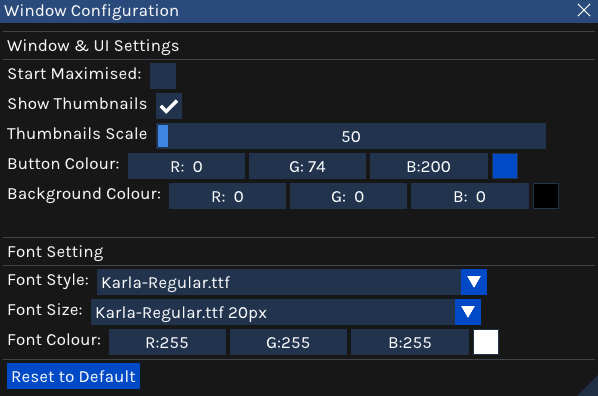 Window Configuration
Window & UI Settings
Start Maximised:
Show Thumbnails
Thumbnails Scale 50
Button Colour: R: 0 G: 74 B:200
Background Colour: R: 0 G: 0 B: 0
Font Setting
Font Style: Karla-Regular.ttf
Font Size: Karla-Regular.ttf 20px
Font Colour: R:255 G:255 B:255
Reset to Default